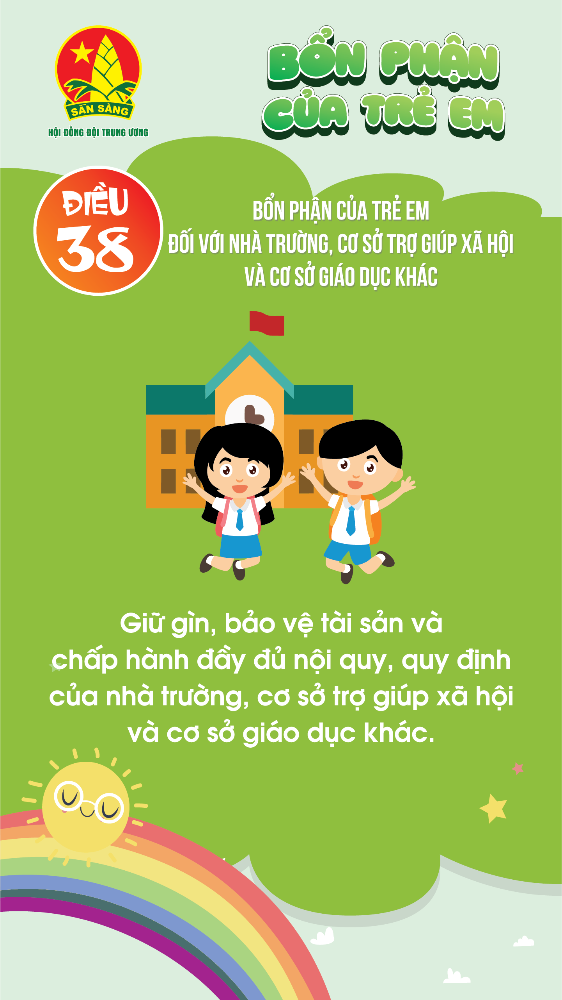 SẴN SÀNG
HỘI ĐỒNG ĐỘI TRUNG ƯƠNG
BỔN PHẬN
CỦA TRẺ EM
ĐIỀU
38
BỔN PHẬN CỦA TRẺ EM
ĐỐI VỚI NHÀ TRƯỜNG, CƠ SỞ TRỢ GIÚP XÃ HỘI
VÀ CƠ SỞ GIÁO DỤC KHÁC
Giữ gìn, bảo vệ tài sản và
chấp hành đầy đủ nội quy, quy định
của nhà trường, cơ sở trợ giúp xã hội
và cơ sở giáo dục khác.